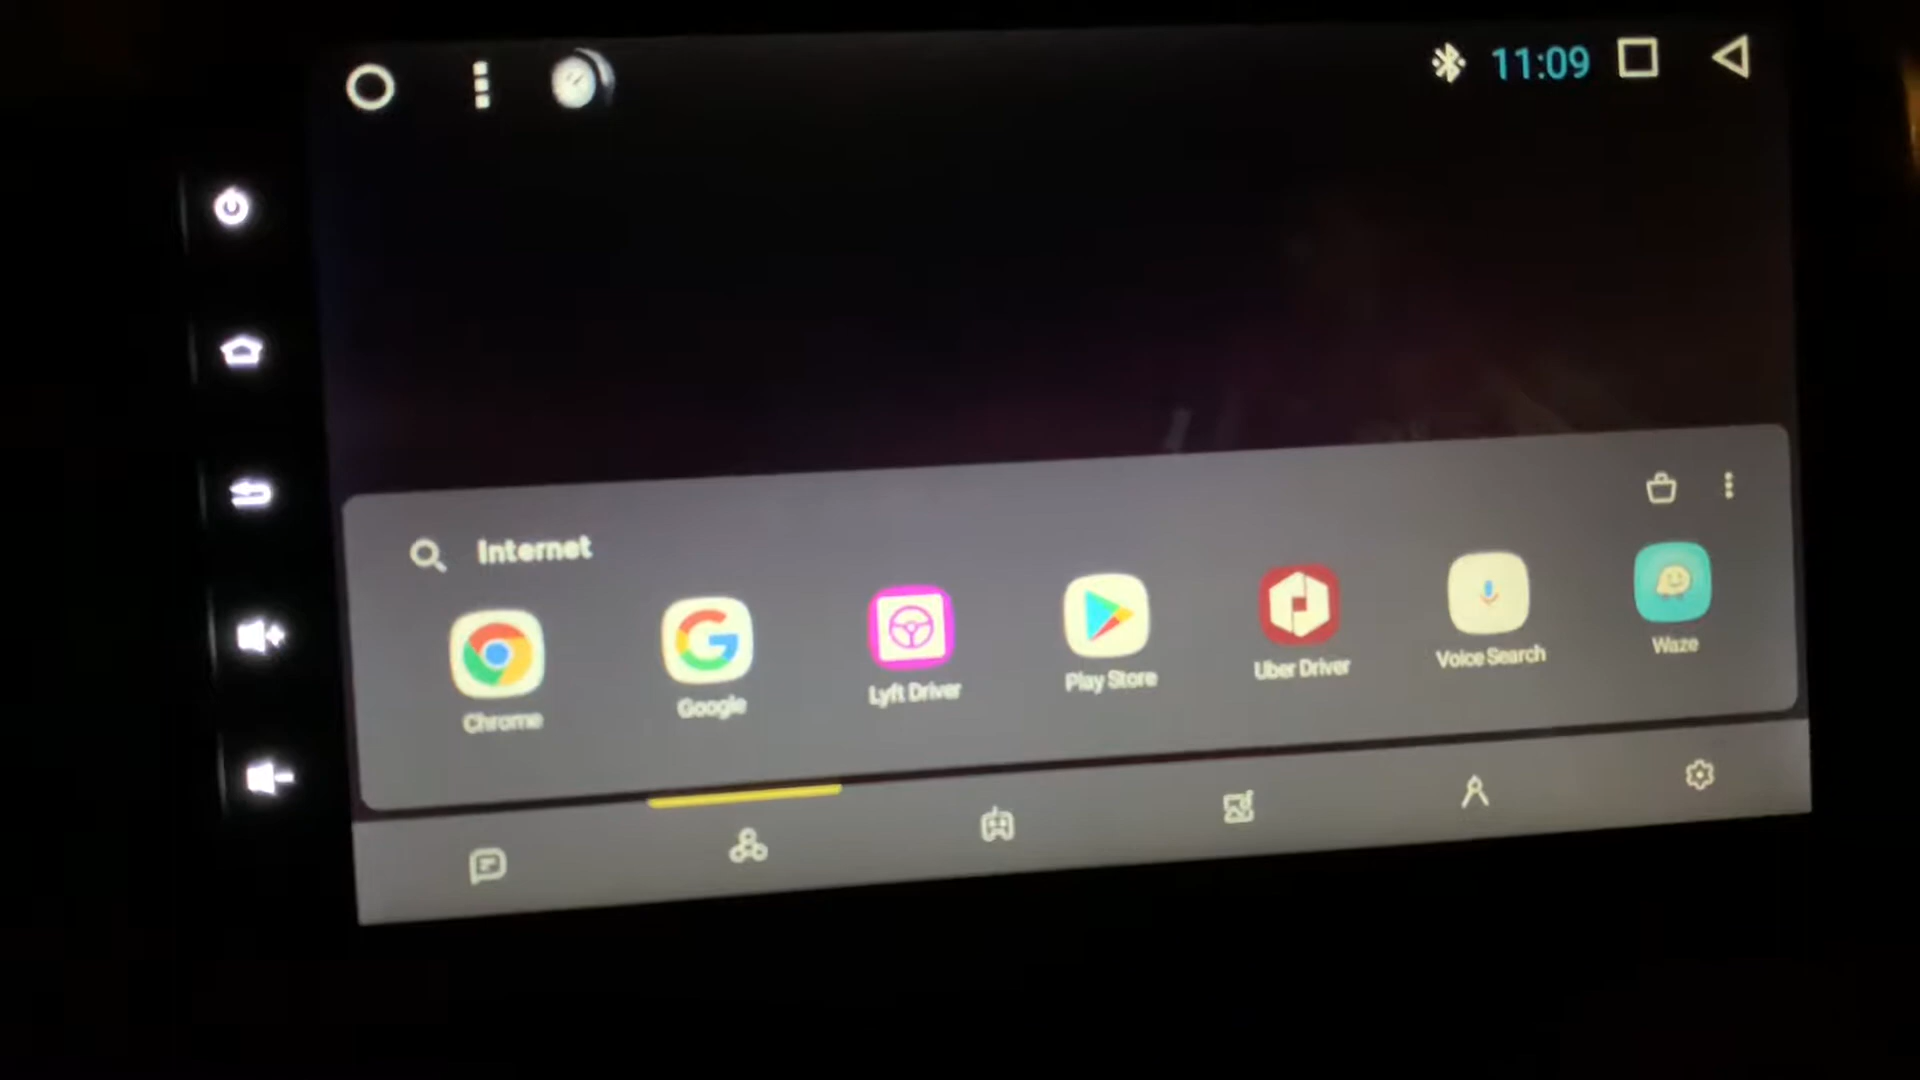 11:09
Internet
Chrome
Google
Lyft Driver
Play Store
Uber Driver
Voice Search
Waze